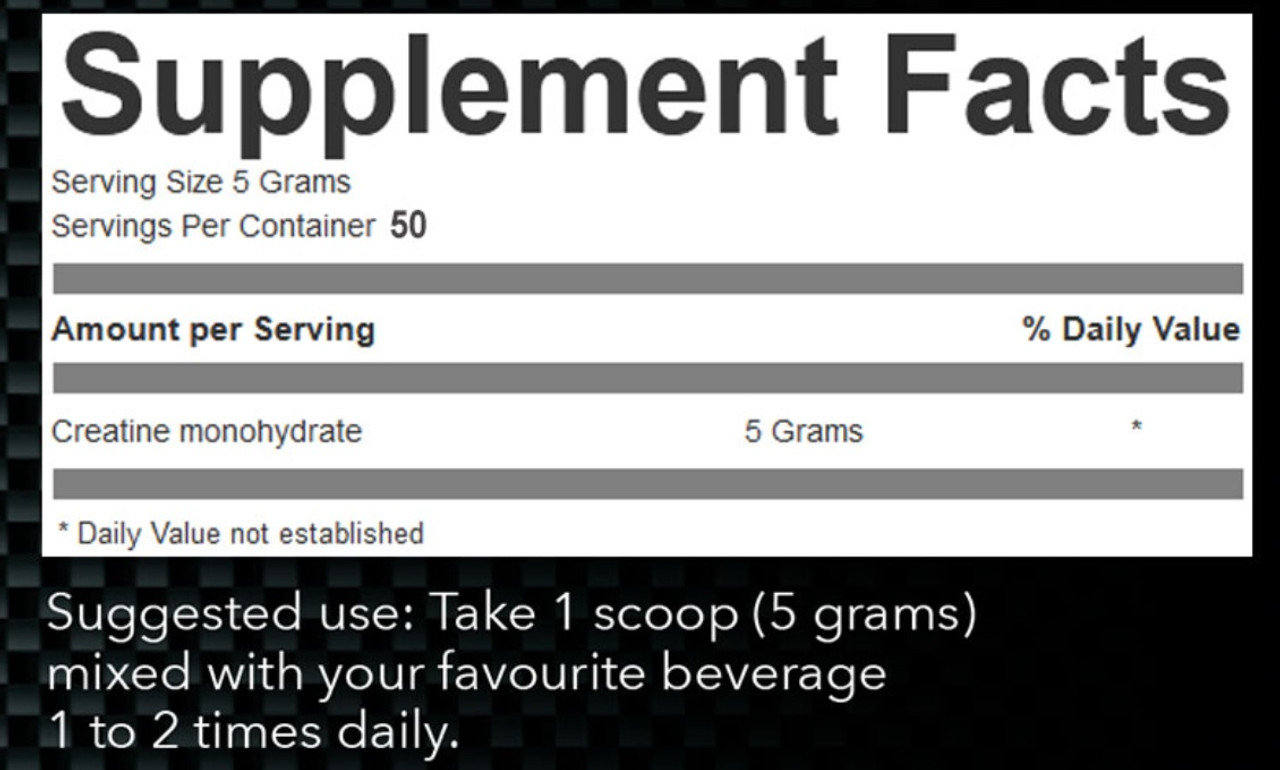 Supplement Facts
Serving Size 5 Grams
Servings Per Container 50
Amount per Serving % Daily Value
Creatine monohydrate 5 Grams *
* Daily Value not established
Suggested use: Take 1 scoop (5 grams)
mixed with your favourite beverage
1 to 2 times daily.